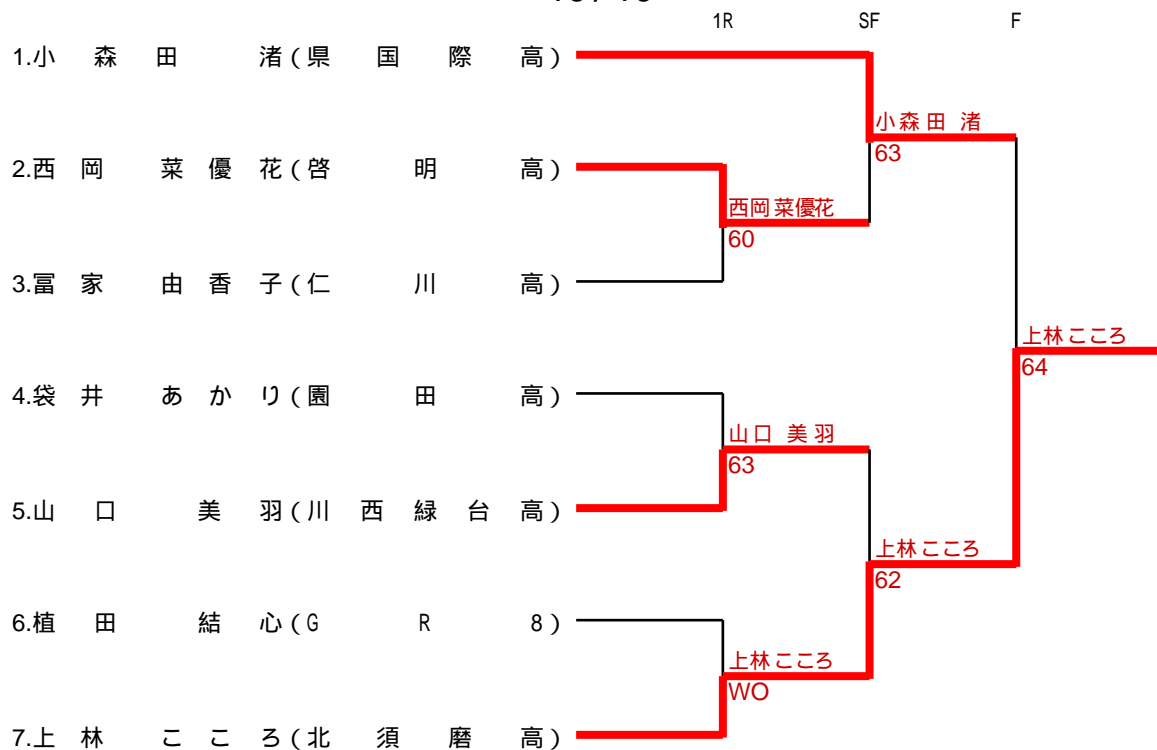 1R SF F
1.小森田 渚(県国際高)
小森田 渚
63
2.西岡 菜優花(啓明高)
西岡菜優花
60
3.冨家 由香子(仁川高)
上林こころ
64
4.袋井 あかり(園田高)
山口 美羽
63
5.山口 美羽(川西緑台高)
上林こころ
62
6.植田 結心(GR8)
上林こころ
WO
7.上林 こころ(北須磨高)